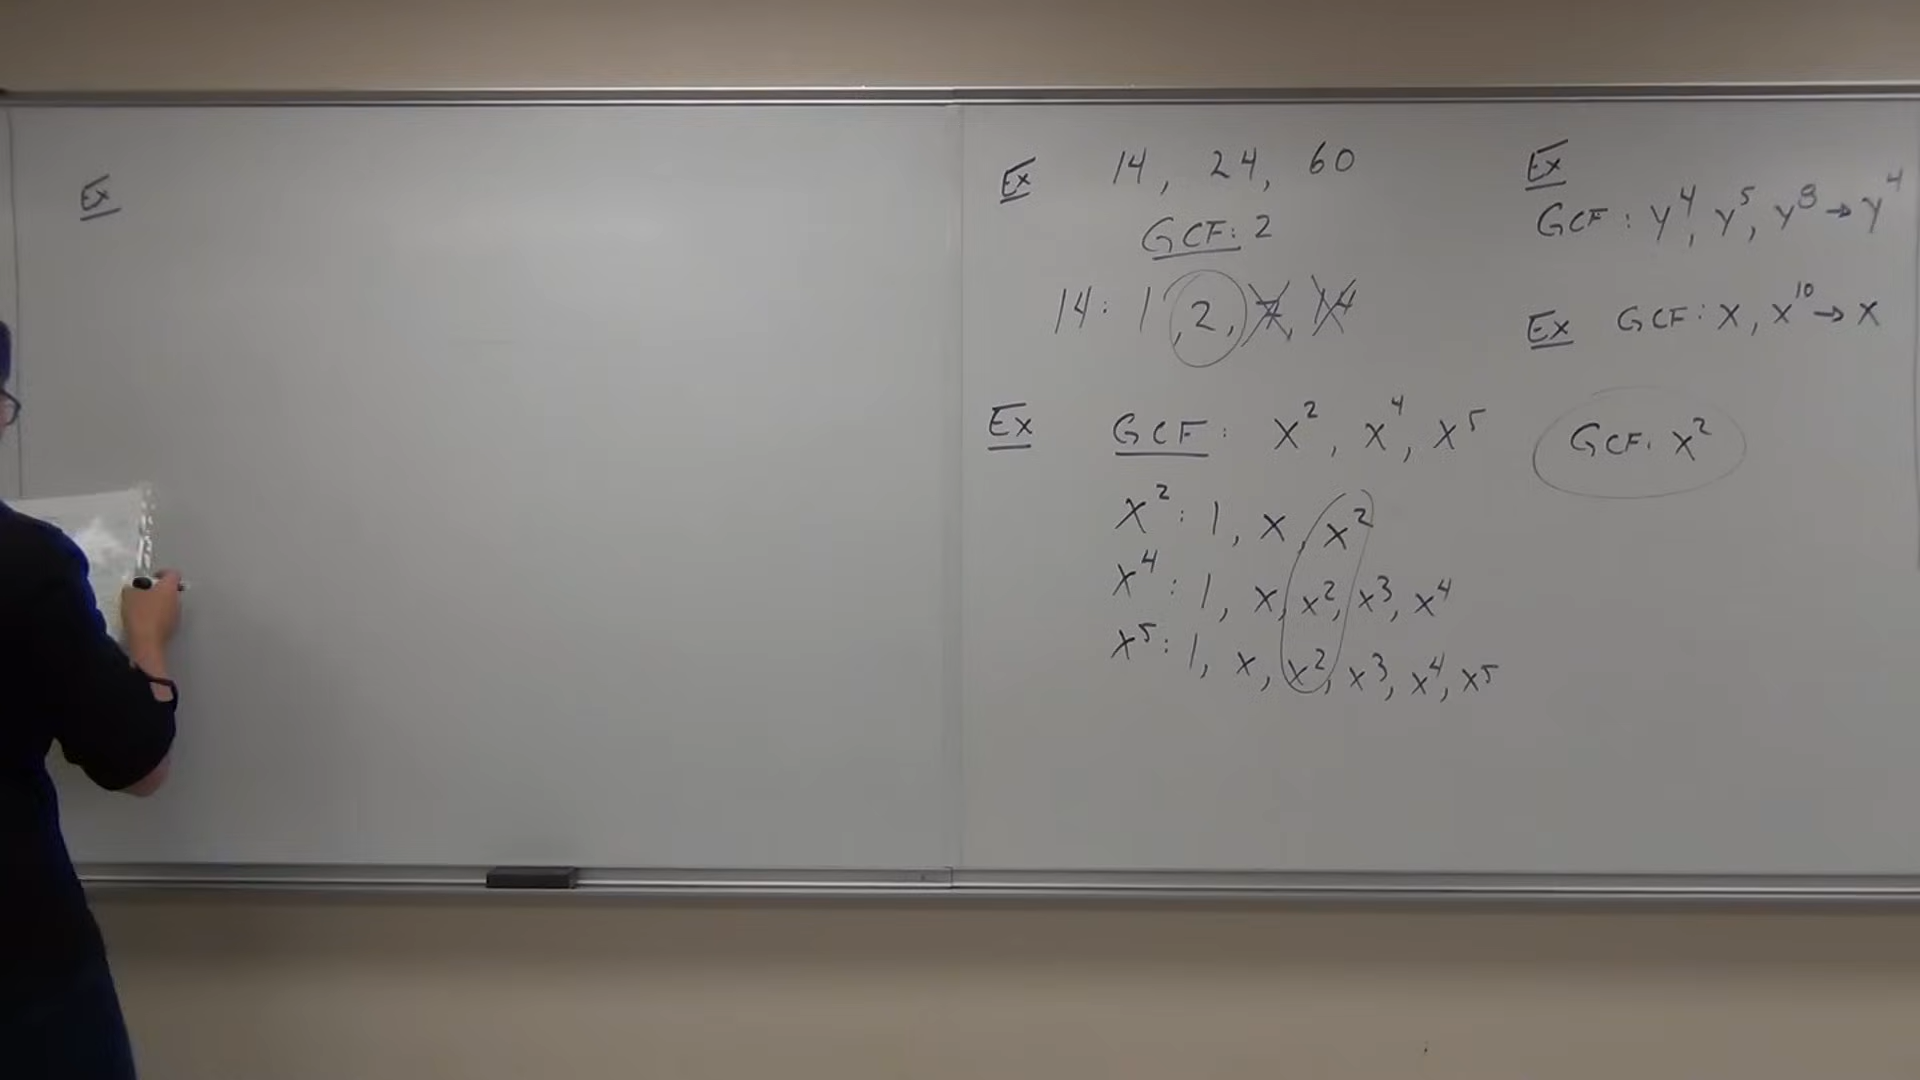 Ex
Ex 14, 24, 60
GCF: 2
14: 1, 2, 7, 14
Ex GCF: x², x⁴, x⁵
x²: 1, x, x²
x⁴: 1, x, x², x³, x⁴
x⁵: 1, x, x², x³, x⁴, x⁵
Ex
GCF: y⁴, y⁵, y⁸ → y⁴
Ex GCF: x, x¹⁰ → x
GCF: x²